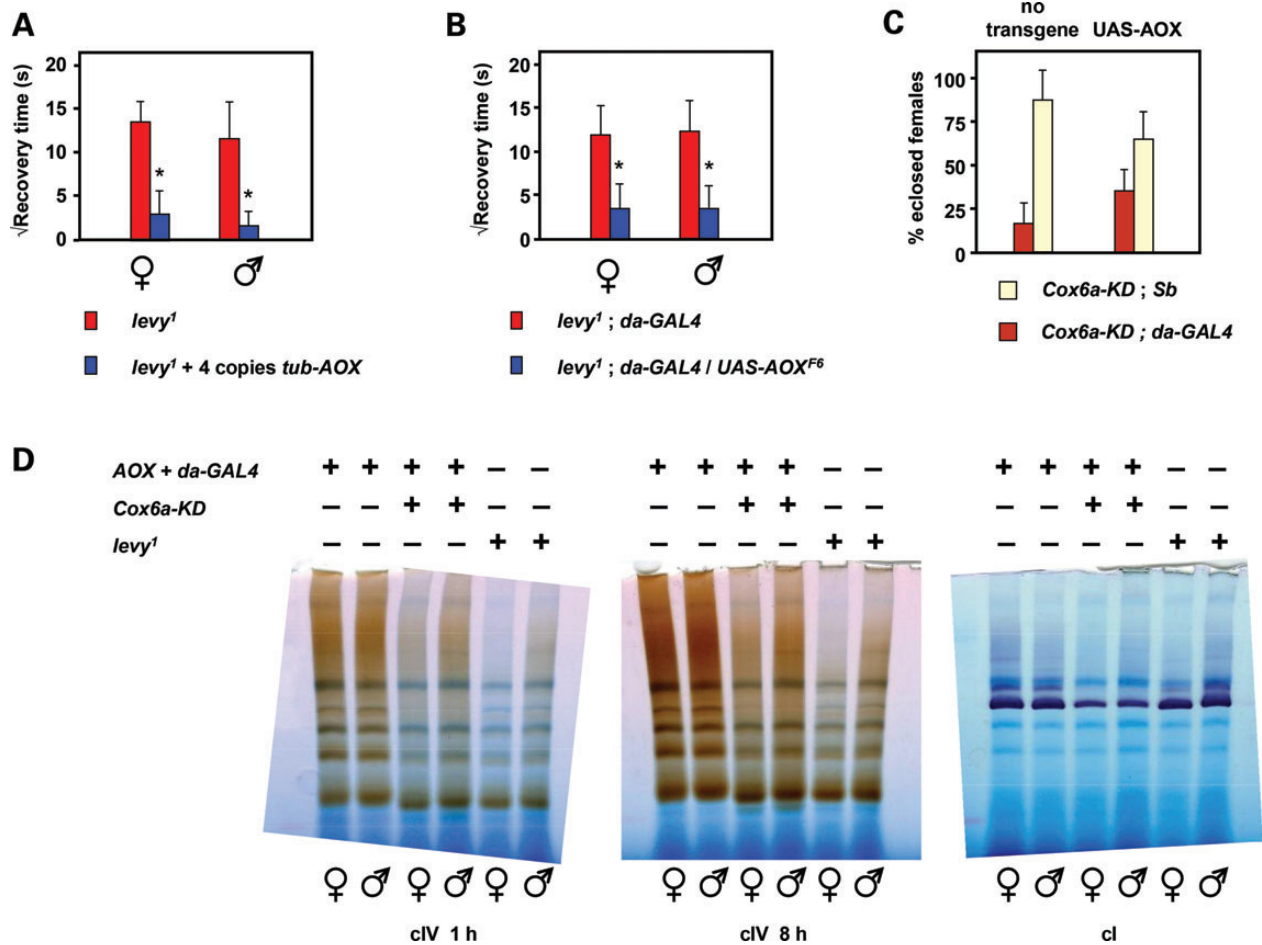 A
√Recovery time (s)
20
15
10
5
0
*
*
♀ ♂
levy¹
levy¹ + 4 copies tub-AOX
B
√Recovery time (s)
20
15
10
5
0
*
*
♀ ♂
levy¹ ; da-GAL4
levy¹ ; da-GAL4 / UAS-AOXF6
C
no
transgene UAS-AOX
% eclosed females
100
75
50
25
0
Cox6a-KD ; Sb
Cox6a-KD ; da-GAL4
D
AOX + da-GAL4 + + + + – – + + + + – – + + + + – –
Cox6a-KD – – + + – – – – + + – – – – + + – –
levy¹ – – – – + + – – – – + + – – – – + +
♀ ♂ ♀ ♂ ♀ ♂ ♀ ♂ ♀ ♂ ♀ ♂ ♀ ♂ ♀ ♂ ♀ ♂
cIV 1 h cIV 8 h cI